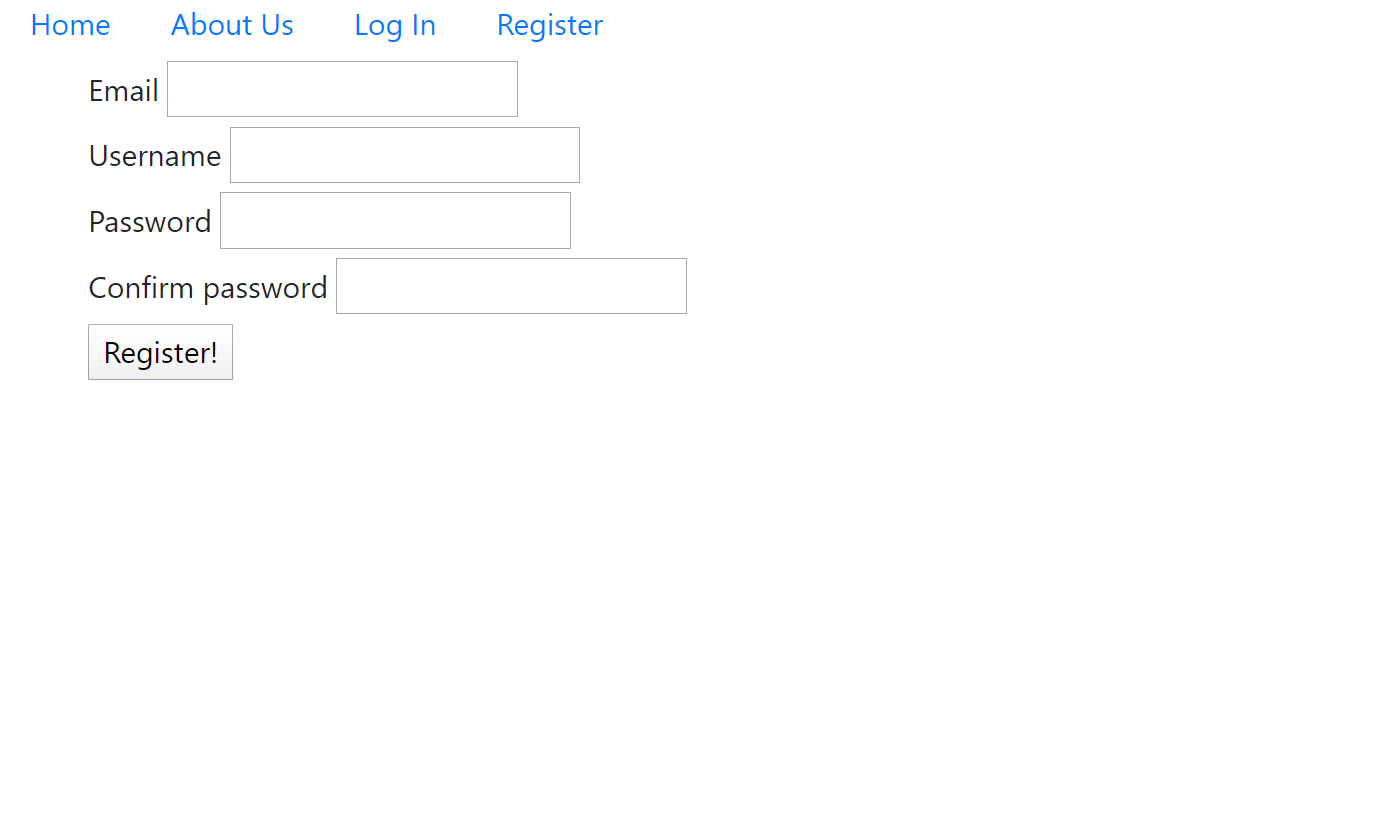 Home About Us Log In Register
Email
Username
Password
Confirm password
Register!